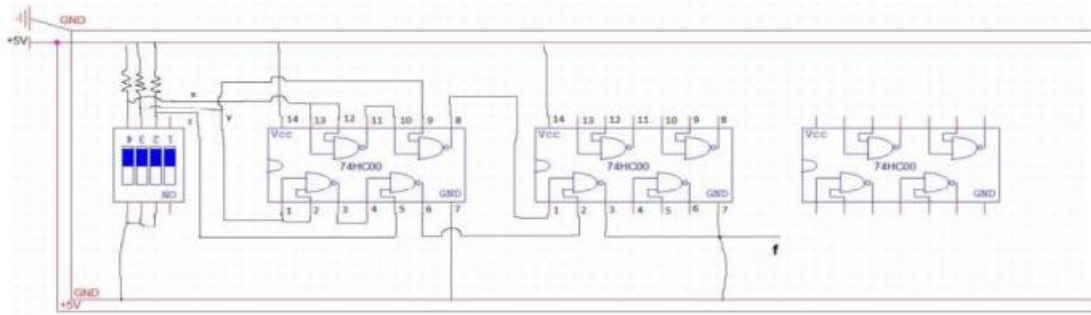 GND
+5V
x
z
y
14 13 12 11 10 9 8
Vcc
74HC00
GND
1 2 3 4 5 6 7
14 13 12 11 10 9 8
Vcc
74HC00
GND
1 2 3 4 5 6 7
Vcc
74HC00
GND
4 3 2 1
ON
f
GND
+5V